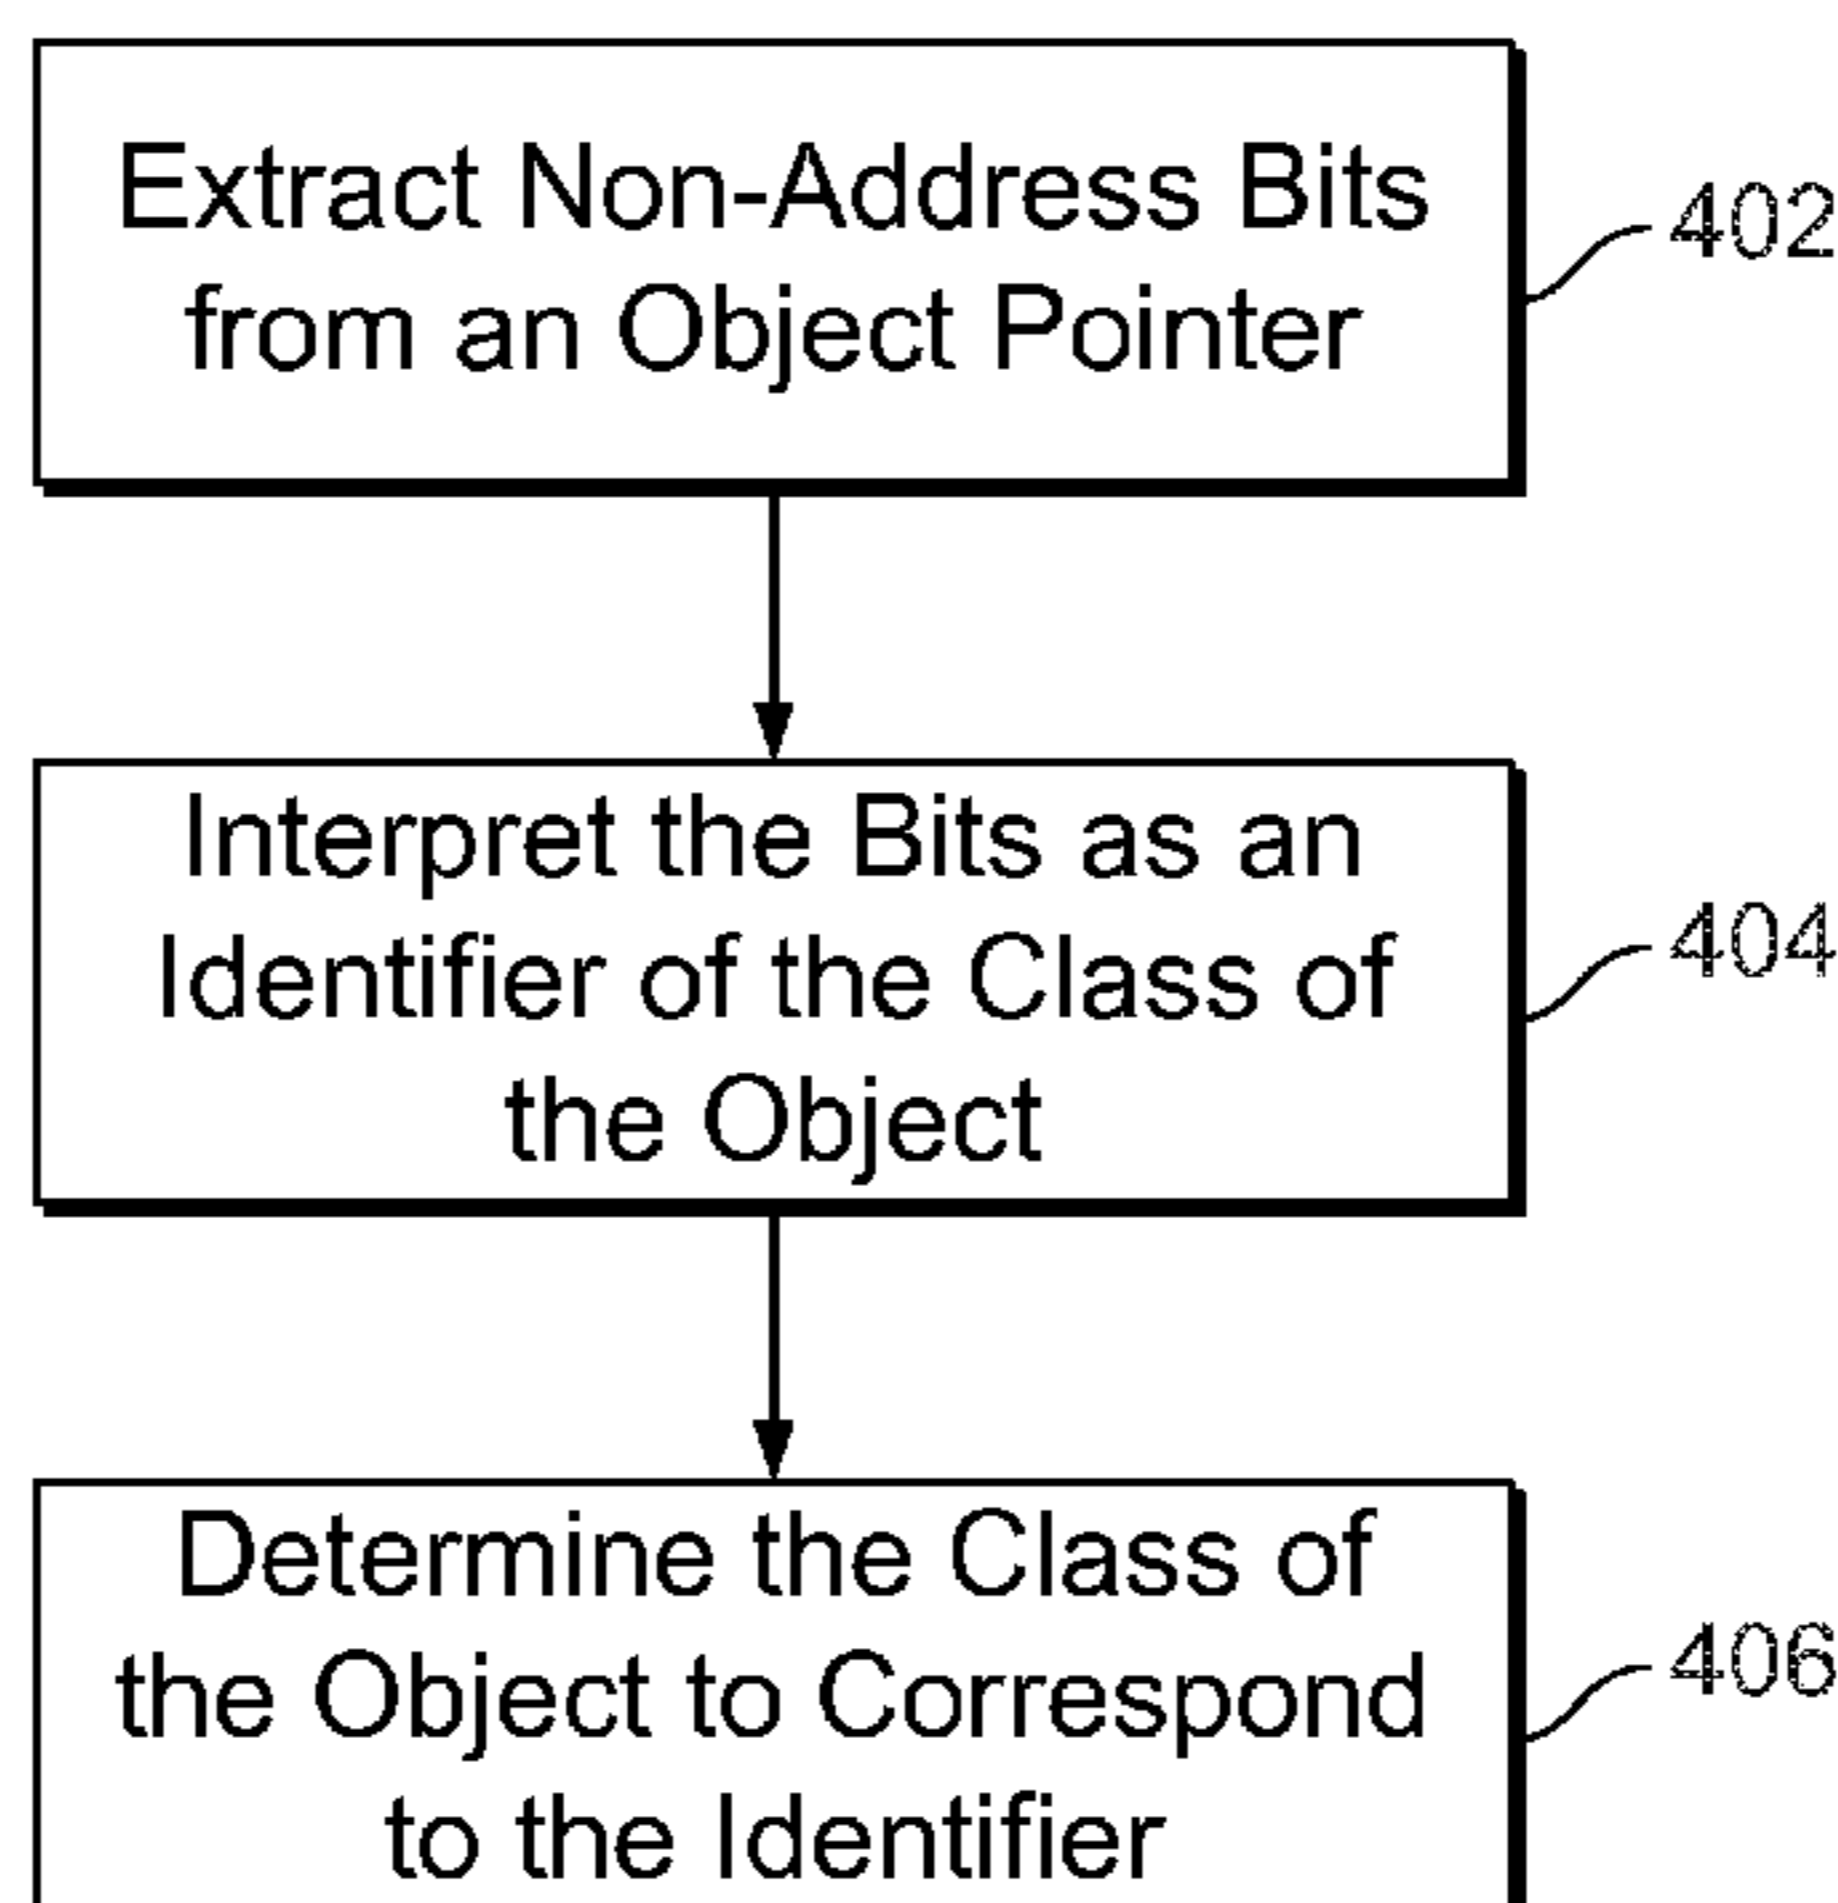 Extract Non-Address Bits
from an Object Pointer
402
Interpret the Bits as an
Identifier of the Class of
the Object
404
Determine the Class of
the Object to Correspond
to the Identifier
406